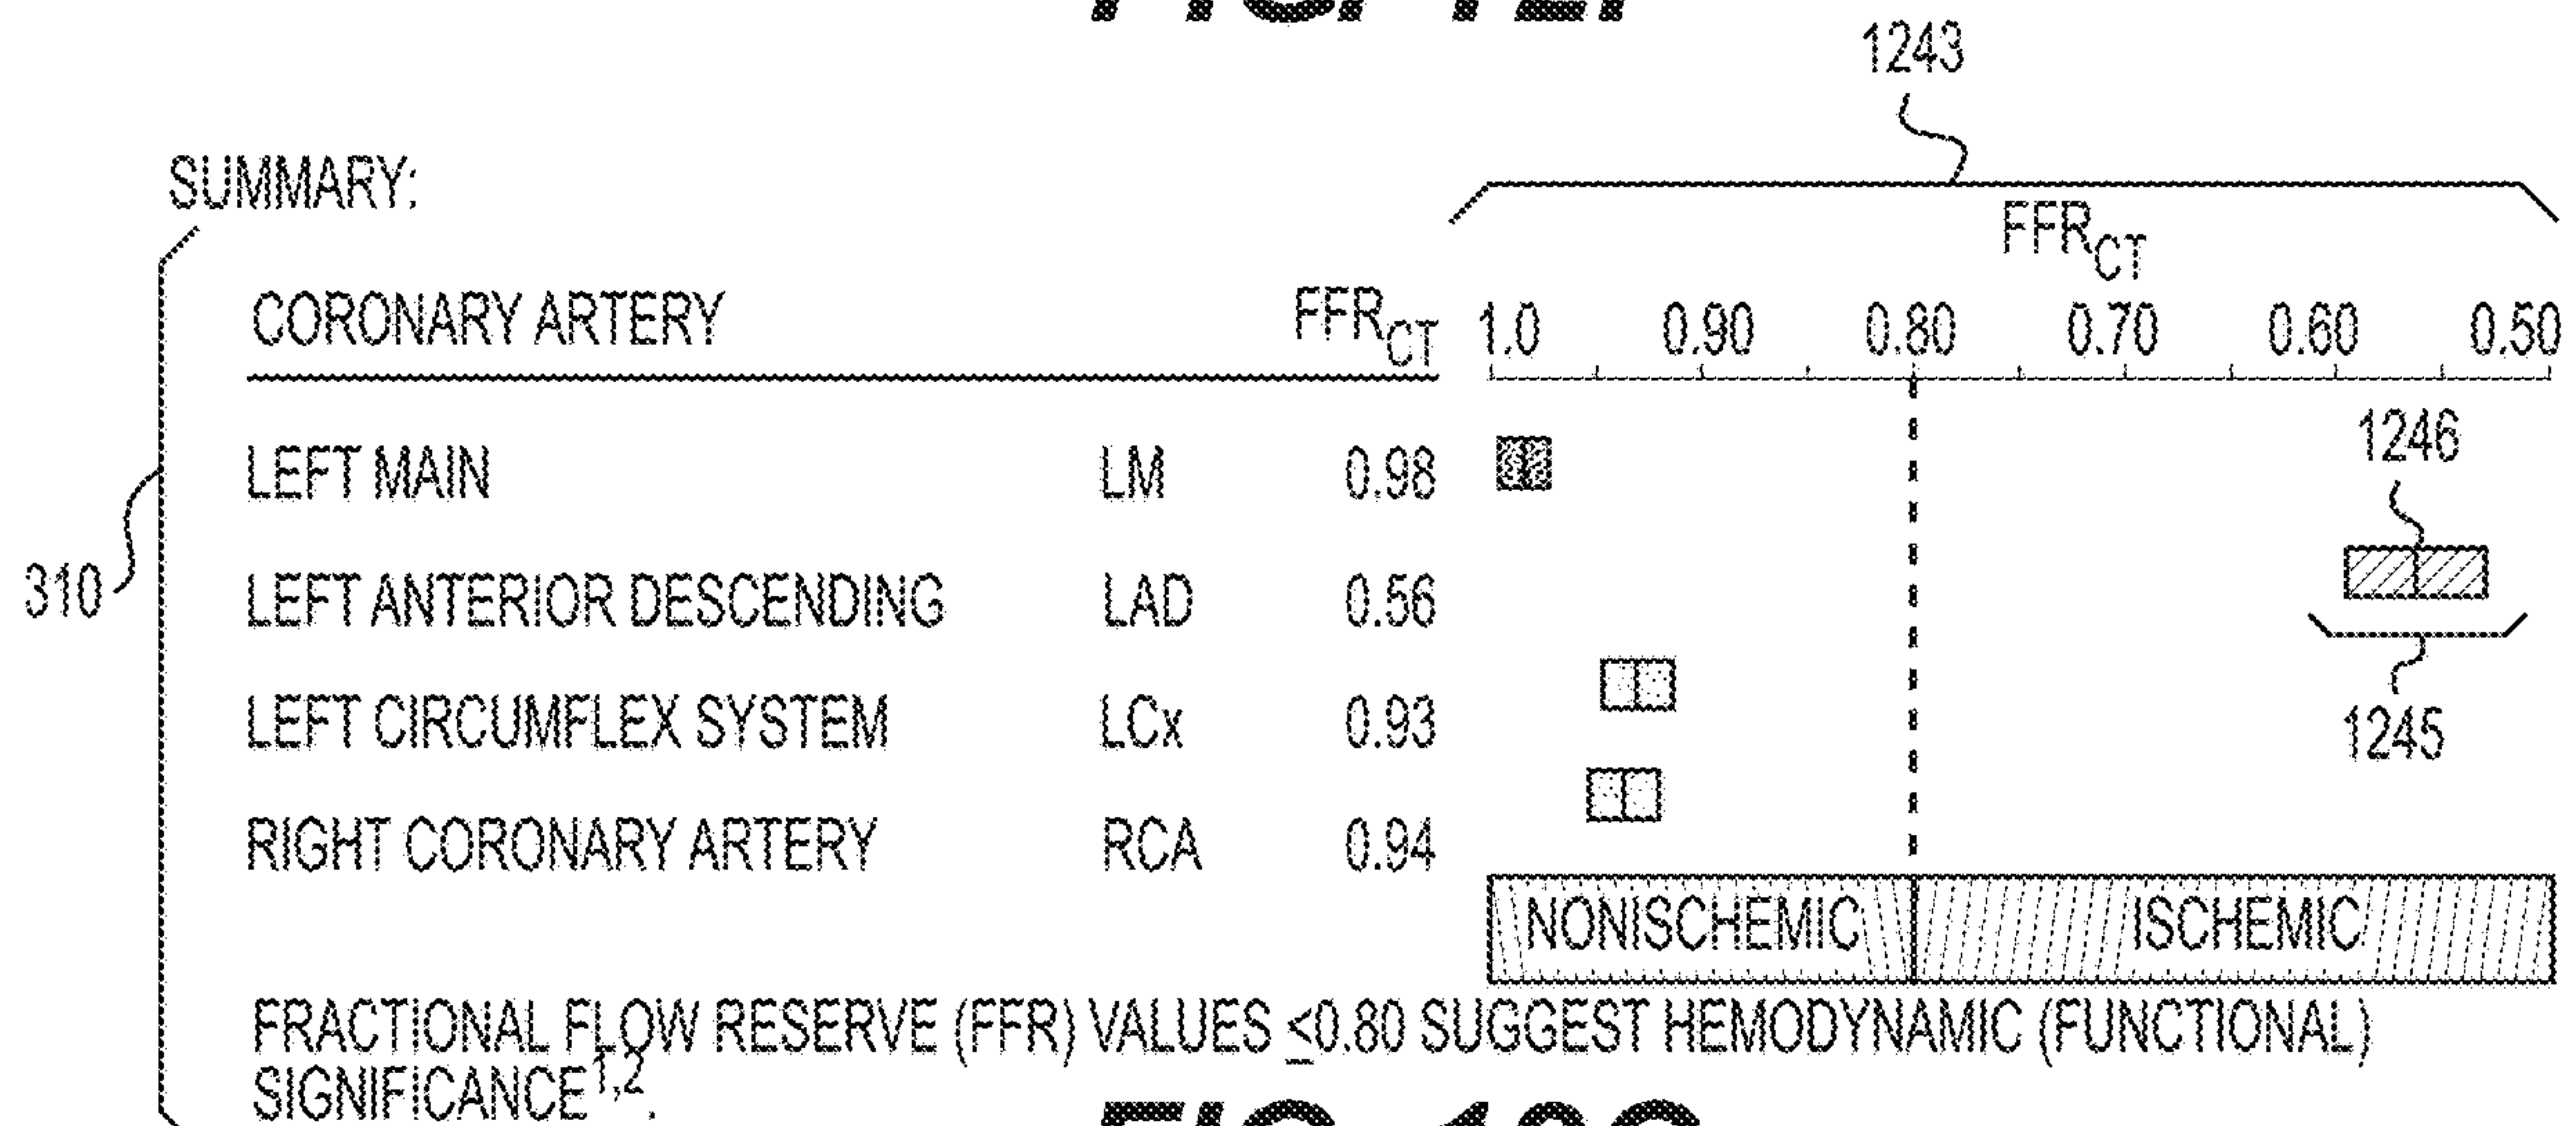 1243
SUMMARY:
FFRCT
CORONARY ARTERY FFRCT 1.0 0.90 0.80 0.70 0.60 0.50
1246
LEFT MAIN LM 0.98
310 LEFT ANTERIOR DESCENDING LAD 0.56
LEFT CIRCUMFLEX SYSTEM LCx 0.93
1245
RIGHT CORONARY ARTERY RCA 0.94
NONISCHEMIC ISCHEMIC
FRACTIONAL FLOW RESERVE (FFR) VALUES ≤0.80 SUGGEST HEMODYNAMIC (FUNCTIONAL)
SIGNIFICANCE1,2.